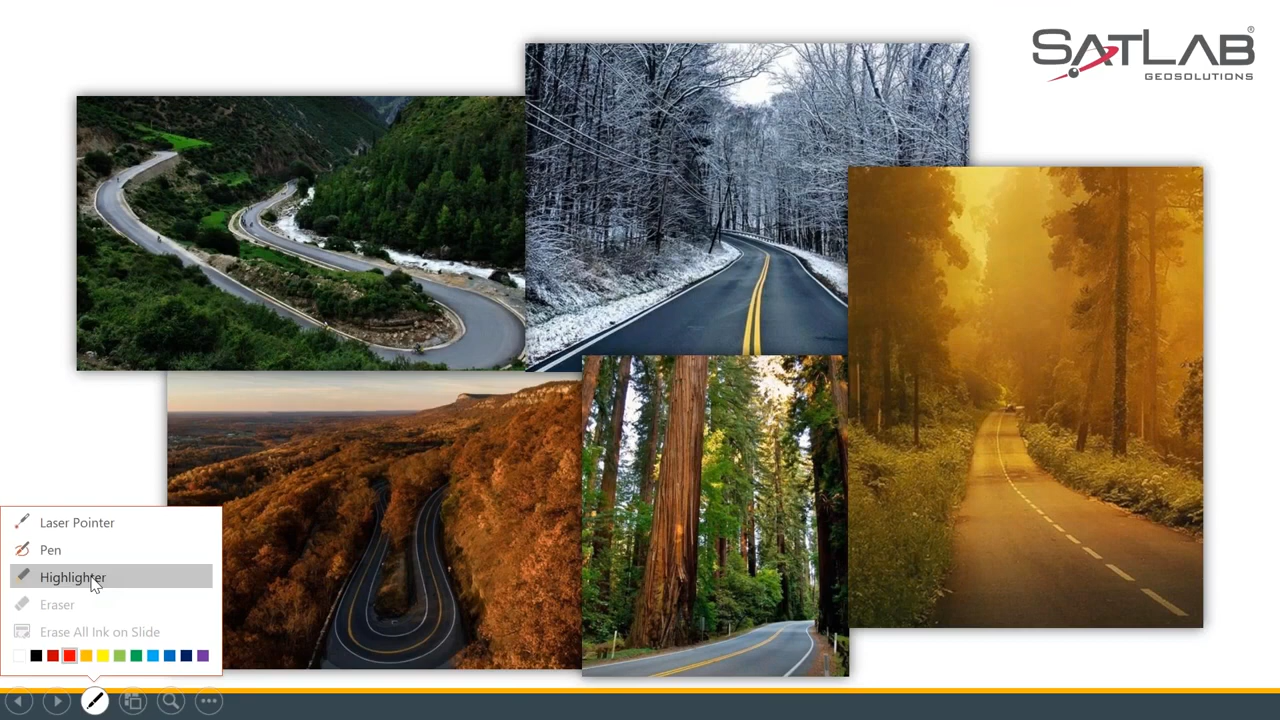 SATLAB®
GEOSOLUTIONS
Laser Pointer
Pen
Highlighter
Eraser
Erase All Ink on Slide